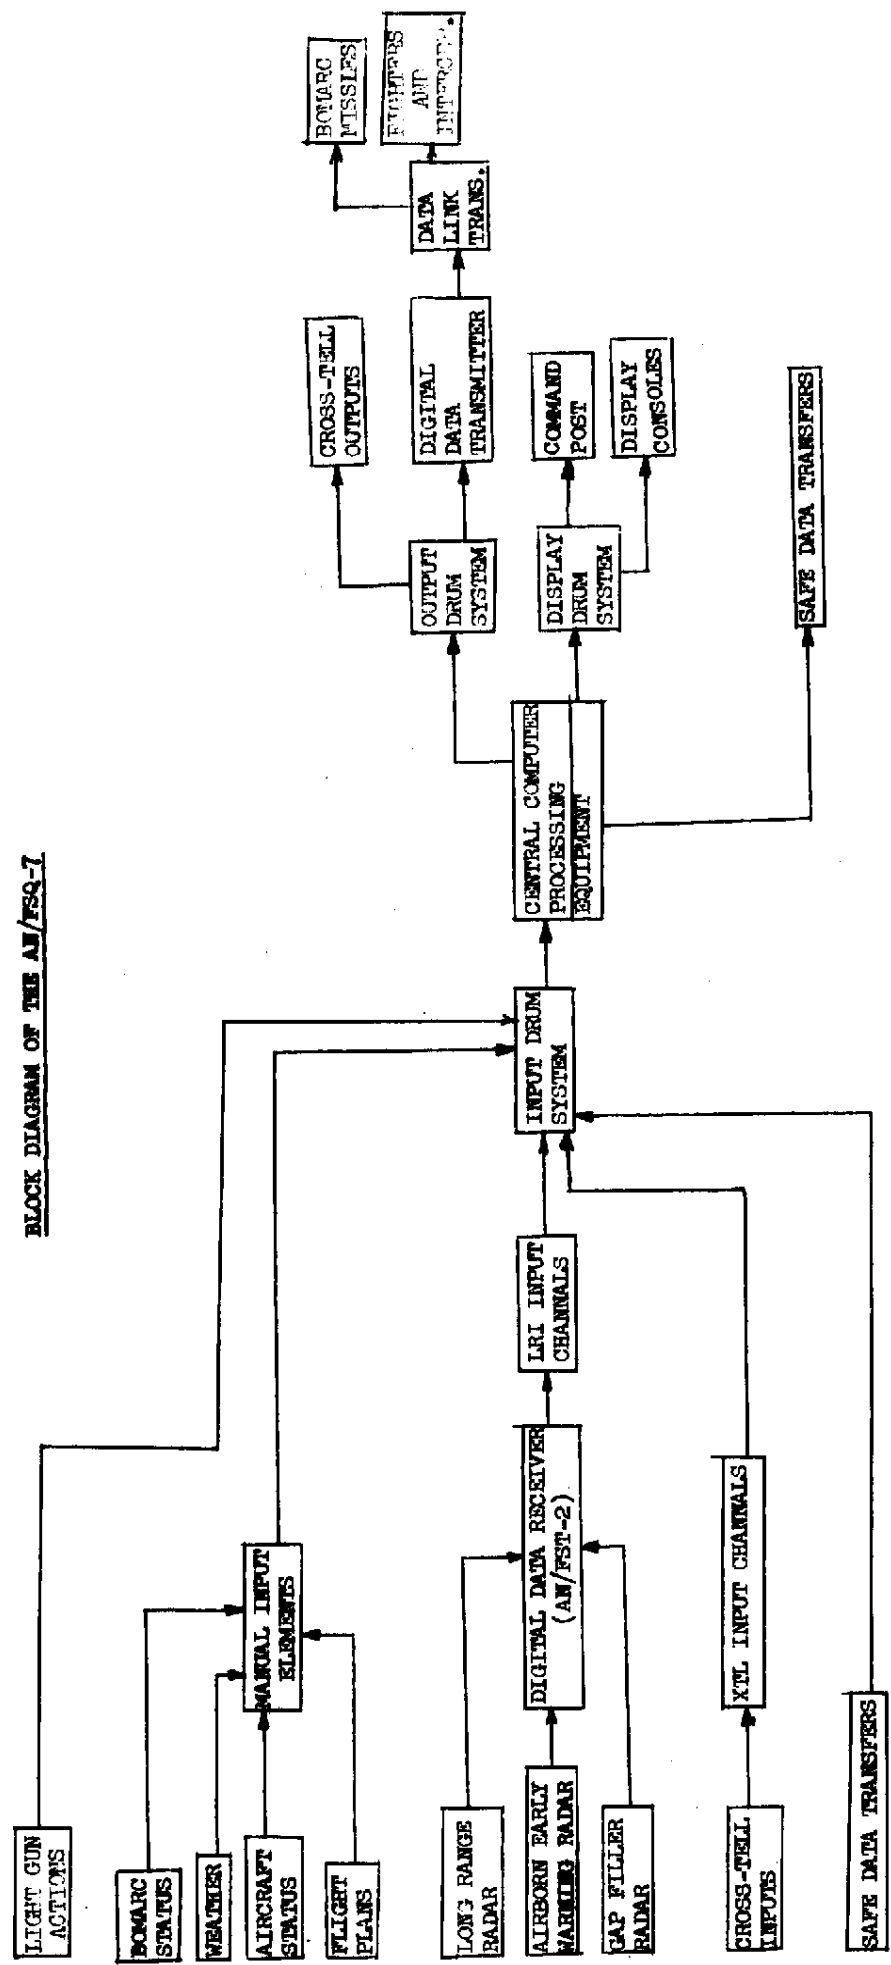 BLOCK DIAGRAM OF THE AN/FSQ-7
LIGHT GUN
ACTIONS
BOMARC
STATUS
WEATHER
AIRCRAFT
STATUS
FLIGHT
PLANS
MANUAL INPUT
ELEMENTS
LONG RANGE
RADAR
AIRBORN EARLY
WARNING RADAR
GAP FILLER
RADAR
DIGITAL DATA RECEIVER
(AN/FST-2)
LRI INPUT
CHANNALS
CROSS-TELL
INPUTS
XTL INPUT CHANNALS
SAFE DATA TRANSFERS
INPUT DRUM
SYSTEM
CENTRAL COMPUTER
PROCESSING
EQUIPMENT
OUTPUT
DRUM
SYSTEM
DISPLAY
DRUM
SYSTEM
CROSS-TELL
OUTPUTS
DIGITAL
DATA
TRANSMITTER
COMMAND
POST
DISPLAY
CONSOLES
SAFE DATA TRANSFERS
DATA
LINK
TRANS.
BOMARC
MISSLES
FIGHTERS
AND
INTERCEP.